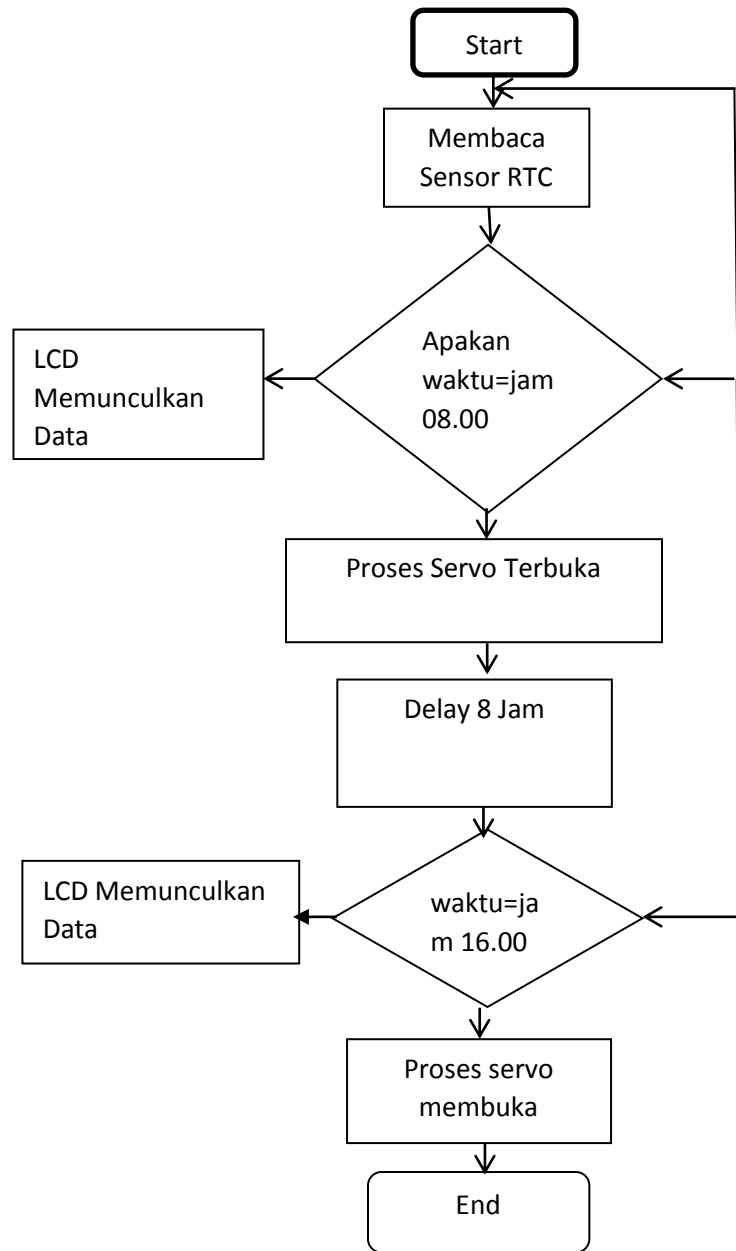 Start
Membaca
Sensor RTC
Apakan
waktu=jam
08.00
LCD
Memunculkan
Data
Proses Servo Terbuka
Delay 8 Jam
waktu=ja
m 16.00
LCD Memunculkan
Data
Proses servo
membuka
End